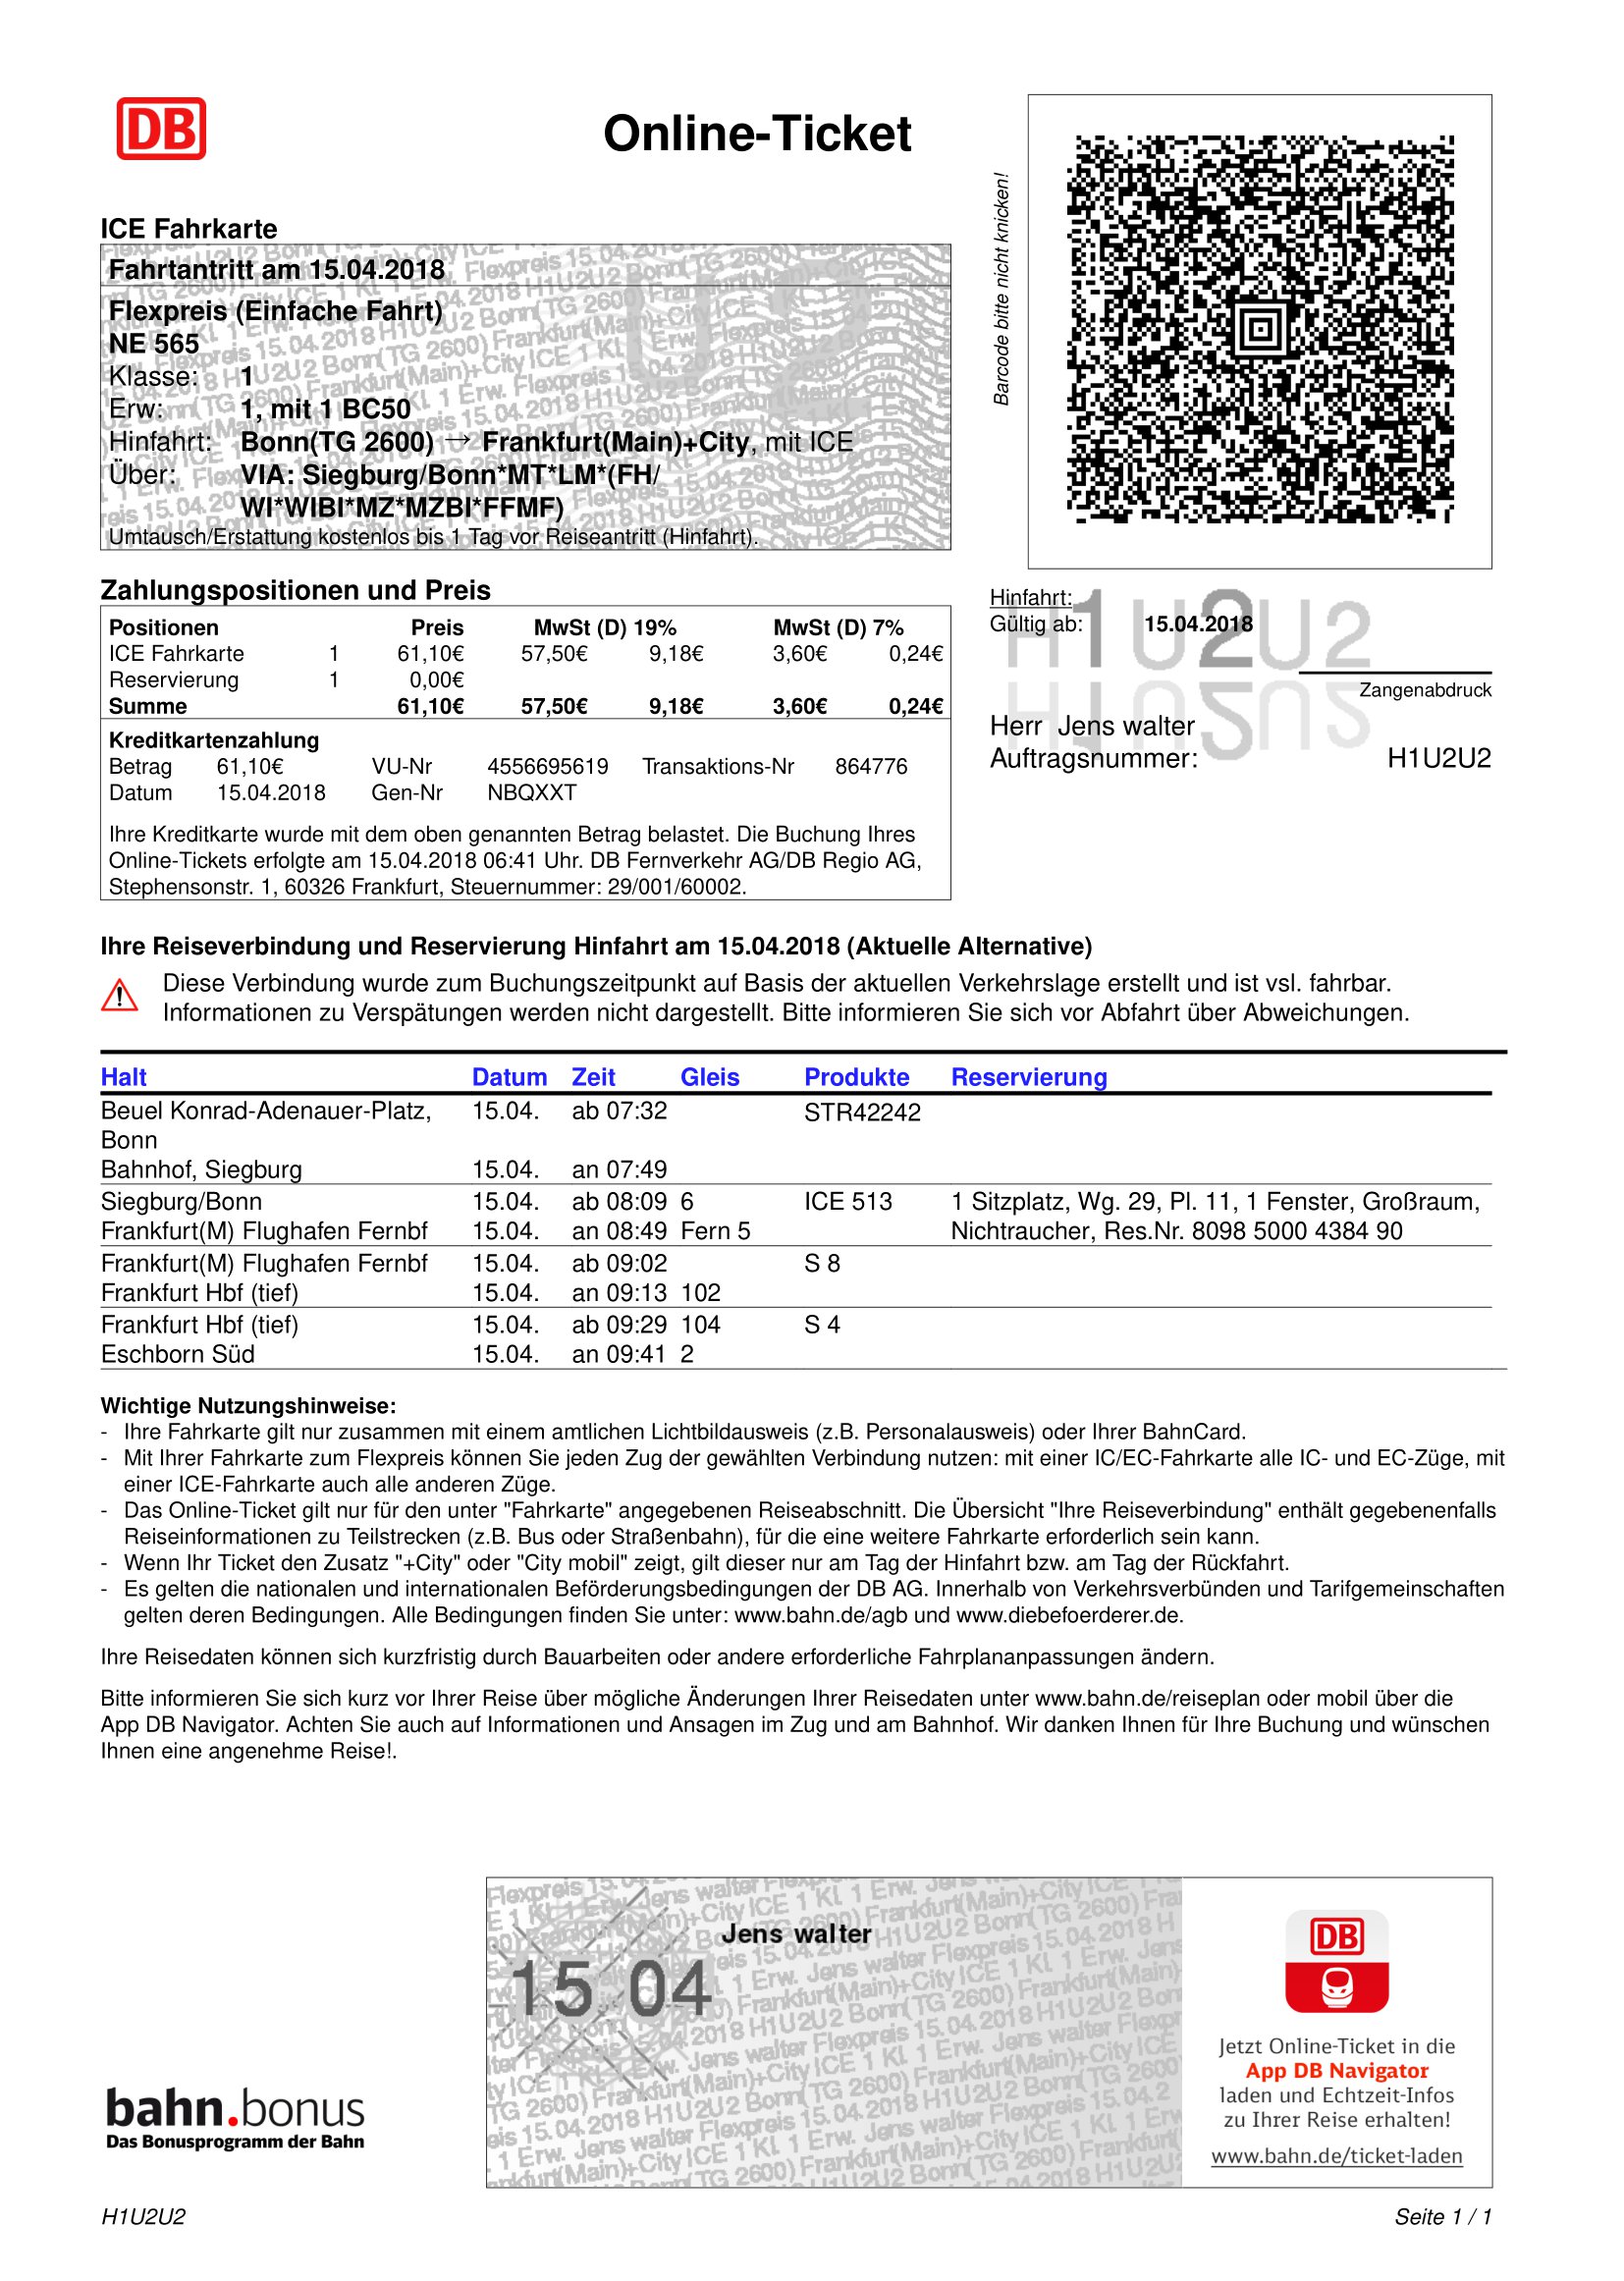 DB
Online-Ticket
Barcode bitte nicht knicken!
ICE Fahrkarte
Fahrtantritt am 15.04.2018
Flexpreis (Einfache Fahrt)
NE 565
Klasse: 1
Erw: 1, mit 1 BC50
Hinfahrt: Bonn(TG 2600) → Frankfurt(Main)+City, mit ICE
Über: VIA: Siegburg/Bonn*MT*LM*(FH/
WI*WIBI*MZ*MZBI*FFMF)
Umtausch/Erstattung kostenlos bis 1 Tag vor Reiseantritt (Hinfahrt).
Zahlungspositionen und Preis
Positionen Preis MwSt (D) 19% MwSt (D) 7%
ICE Fahrkarte 1 61,10€ 57,50€ 9,18€ 3,60€ 0,24€
Reservierung 1 0,00€
Summe 61,10€ 57,50€ 9,18€ 3,60€ 0,24€
Kreditkartenzahlung
Betrag 61,10€ VU-Nr 4556695619 Transaktions-Nr 864776
Datum 15.04.2018 Gen-Nr NBQXXT
Ihre Kreditkarte wurde mit dem oben genannten Betrag belastet. Die Buchung Ihres
Online-Tickets erfolgte am 15.04.2018 06:41 Uhr. DB Fernverkehr AG/DB Regio AG,
Stephensonstr. 1, 60326 Frankfurt, Steuernummer: 29/001/60002.
Hinfahrt:
Gültig ab: 15.04.2018
H1U2U2
Zangenabdruck
Herr Jens walter
Auftragsnummer: H1U2U2
Ihre Reiseverbindung und Reservierung Hinfahrt am 15.04.2018 (Aktuelle Alternative)
Diese Verbindung wurde zum Buchungszeitpunkt auf Basis der aktuellen Verkehrslage erstellt und ist vsl. fahrbar.
Informationen zu Verspätungen werden nicht dargestellt. Bitte informieren Sie sich vor Abfahrt über Abweichungen.
Halt Datum Zeit Gleis Produkte Reservierung
Beuel Konrad-Adenauer-Platz, 15.04. ab 07:32 STR42242
Bonn
Bahnhof, Siegburg 15.04. an 07:49
Siegburg/Bonn 15.04. ab 08:09 6 ICE 513 1 Sitzplatz, Wg. 29, Pl. 11, 1 Fenster, Großraum,
Frankfurt(M) Flughafen Fernbf 15.04. an 08:49 Fern 5 Nichtraucher, Res.Nr. 8098 5000 4384 90
Frankfurt(M) Flughafen Fernbf 15.04. ab 09:02 S 8
Frankfurt Hbf (tief) 15.04. an 09:13 102
Frankfurt Hbf (tief) 15.04. ab 09:29 104 S 4
Eschborn Süd 15.04. an 09:41 2
Wichtige Nutzungshinweise:
- Ihre Fahrkarte gilt nur zusammen mit einem amtlichen Lichtbildausweis (z.B. Personalausweis) oder Ihrer BahnCard.
- Mit Ihrer Fahrkarte zum Flexpreis können Sie jeden Zug der gewählten Verbindung nutzen: mit einer IC/EC-Fahrkarte alle IC- und EC-Züge, mit
einer ICE-Fahrkarte auch alle anderen Züge.
- Das Online-Ticket gilt nur für den unter "Fahrkarte" angegebenen Reiseabschnitt. Die Übersicht "Ihre Reiseverbindung" enthält gegebenenfalls
Reiseinformationen zu Teilstrecken (z.B. Bus oder Straßenbahn), für die eine weitere Fahrkarte erforderlich sein kann.
- Wenn Ihr Ticket den Zusatz "+City" oder "City mobil" zeigt, gilt dieser nur am Tag der Hinfahrt bzw. am Tag der Rückfahrt.
- Es gelten die nationalen und internationalen Beförderungsbedingungen der DB AG. Innerhalb von Verkehrsverbünden und Tarifgemeinschaften
gelten deren Bedingungen. Alle Bedingungen finden Sie unter: www.bahn.de/agb und www.diebefoerderer.de.
Ihre Reisedaten können sich kurzfristig durch Bauarbeiten oder andere erforderliche Fahrplananpassungen ändern.
Bitte informieren Sie sich kurz vor Ihrer Reise über mögliche Änderungen Ihrer Reisedaten unter www.bahn.de/reiseplan oder mobil über die
App DB Navigator. Achten Sie auch auf Informationen und Ansagen im Zug und am Bahnhof. Wir danken Ihnen für Ihre Buchung und wünschen
Ihnen eine angenehme Reise!.
Jens walter
15.04
DB
Jetzt Online-Ticket in die
App DB Navigator
laden und Echtzeit-Infos
zu Ihrer Reise erhalten!
www.bahn.de/ticket-laden
bahn.bonus
Das Bonusprogramm der Bahn
H1U2U2
Seite 1 / 1